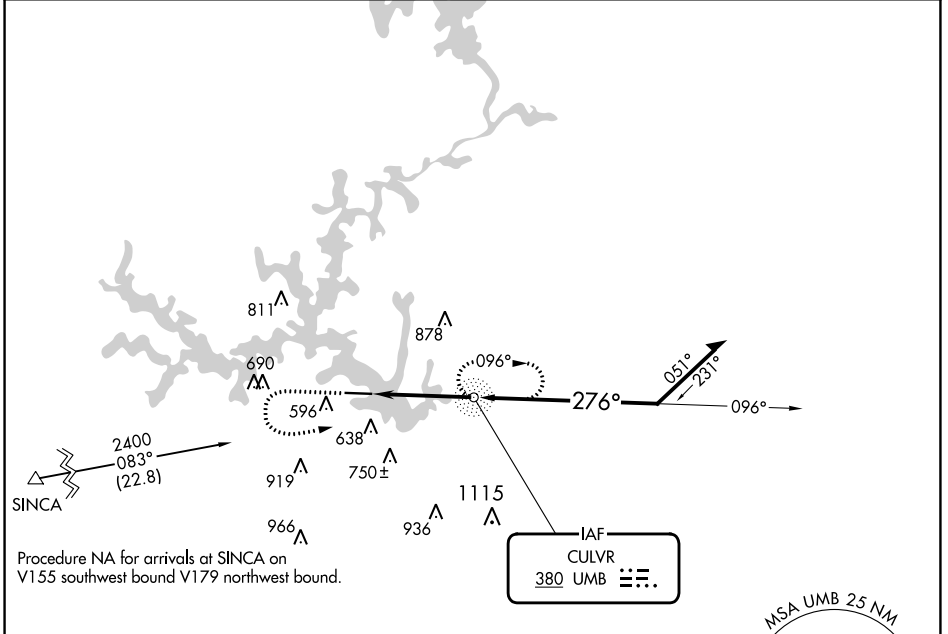 811
878
690
096°
051°
231°
596
276°
096°
638
2400
083°
(22.8)
919
750±
SINCA
1115
966
936
IAF
CULVR
380 UMB
Procedure NA for arrivals at SINCA on
V155 southwest bound V179 northwest bound.
MSA UMB 25 NM